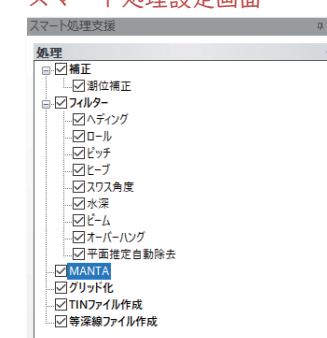 スマート処理設定画面
スマート処理支援
処理
補正
潮位補正
フィルター
ヘディング
ロール
ピッチ
ヒーブ
スワス角度
水深
ビーム
オーバーハング
平面推定自動除去
MANTA
グリッド化
TINファイル作成
等深線ファイル作成